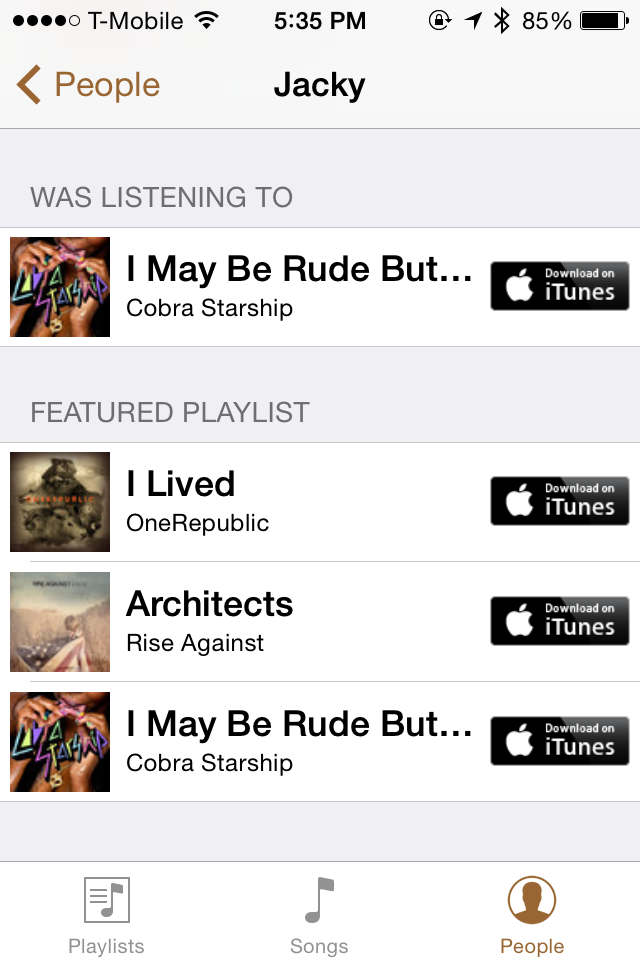 T-Mobile 5:35 PM 85%
People Jacky
WAS LISTENING TO
I May Be Rude But...
Cobra Starship
Download on
iTunes
FEATURED PLAYLIST
I Lived
OneRepublic
Download on
iTunes
Architects
Rise Against
Download on
iTunes
I May Be Rude But...
Cobra Starship
Download on
iTunes
Playlists Songs People